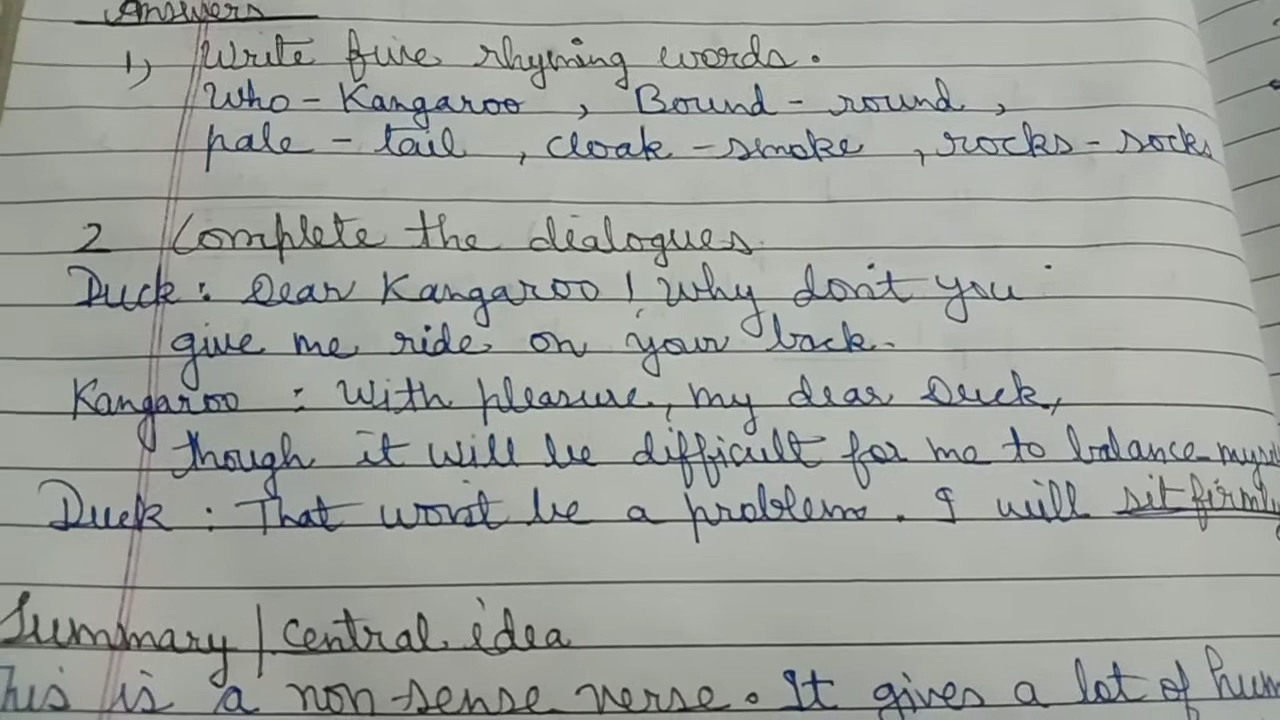 Answers
1) Write five rhyming words.
Who - Kangaroo , Bound - round ,
pale - tail , cloak - smoke , rocks - socks
2 Complete the dialogues.
Duck : Dear Kangaroo ! Why don't you
give me ride on your back.
Kangaroo : With pleasure, my dear Duck,
though it will be difficult for me to balance
Duck : That won't be a problem. I will sit firmly
Summary / central idea
This is a non-sense verse. It gives a lot of